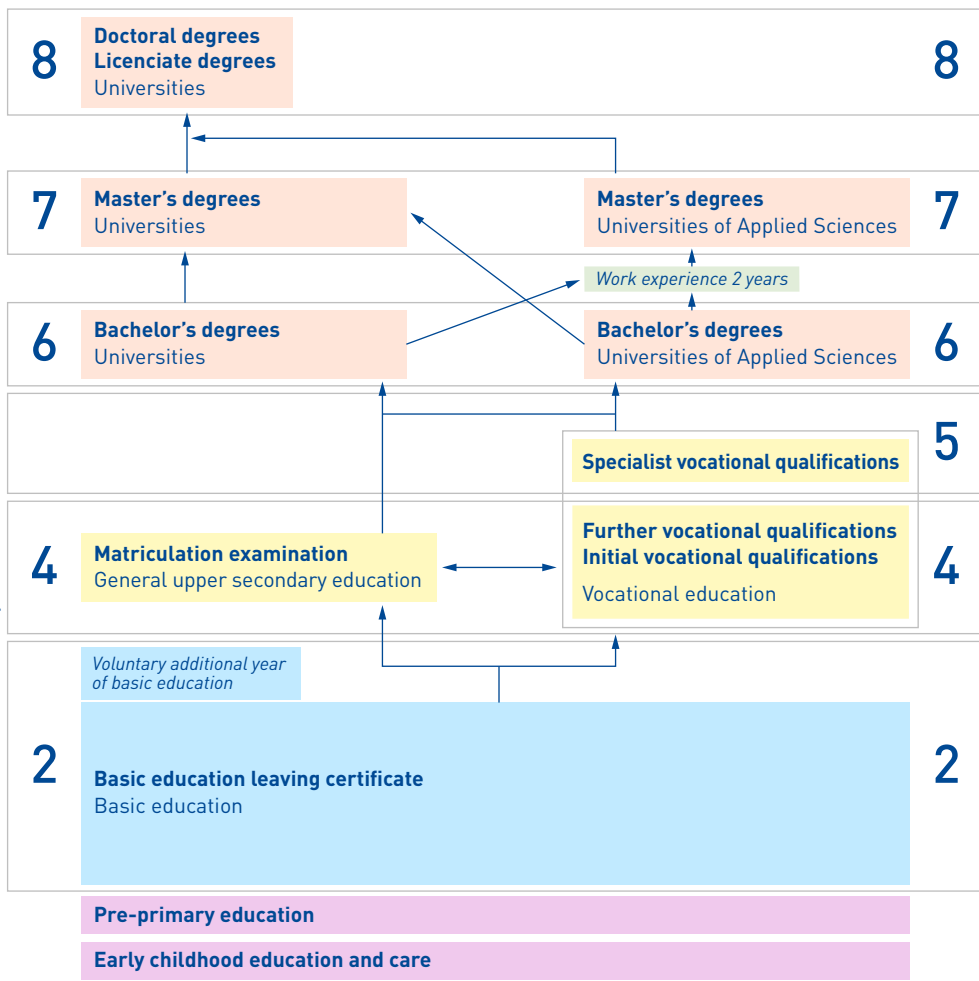 8
Doctoral degrees
Licenciate degrees
Universities
8
7
Master's degrees
Universities
Master's degrees
Universities of Applied Sciences
7
Work experience 2 years
6
Bachelor's degrees
Universities
Bachelor's degrees
Universities of Applied Sciences
6
5
Specialist vocational qualifications
4
Matriculation examination
General upper secondary education
Further vocational qualifications
Initial vocational qualifications
Vocational education
4
Voluntary additional year
of basic education
2
Basic education leaving certificate
Basic education
2
Pre-primary education
Early childhood education and care